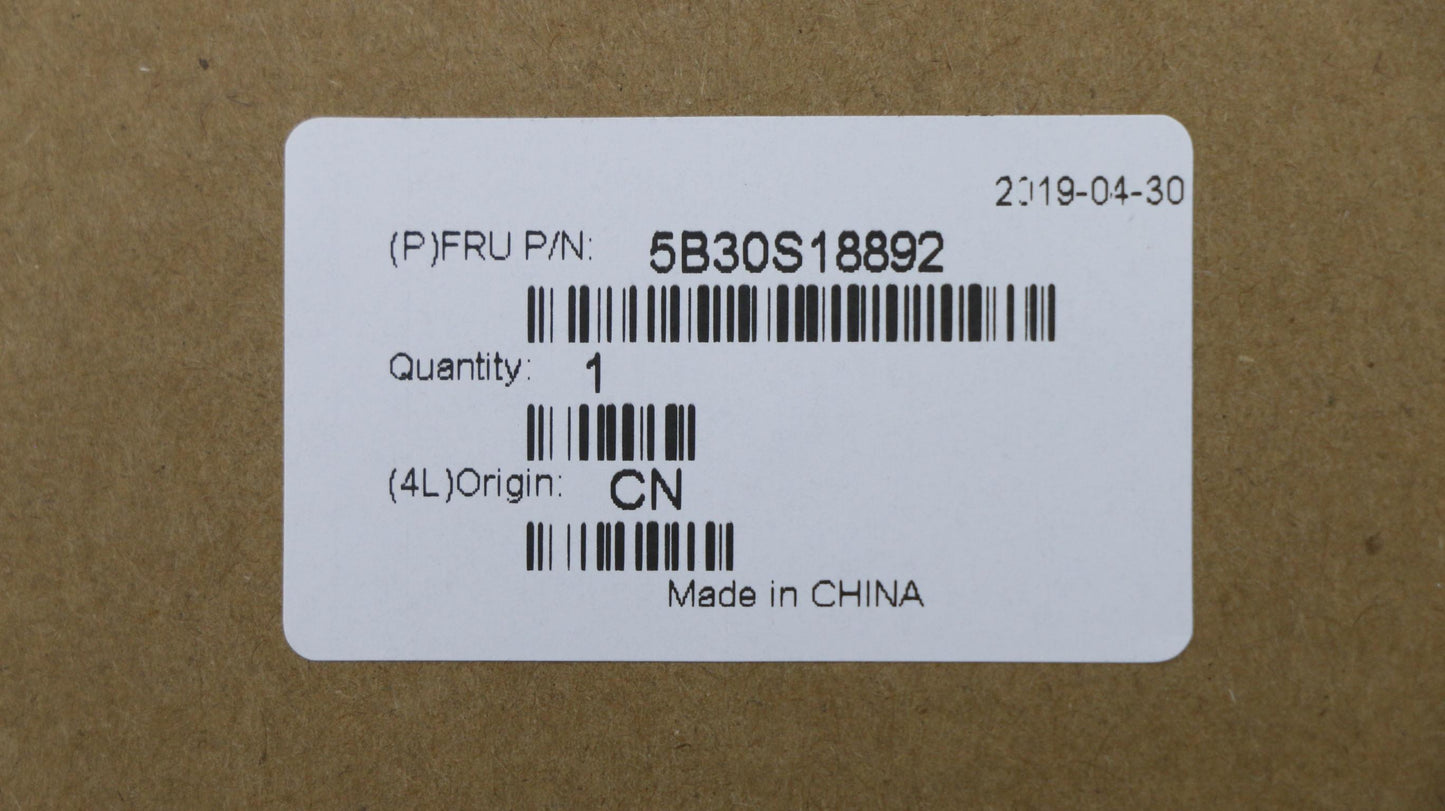 2019-04-30
(P)FRU P/N: 5B30S18892
Quantity: 1
(4L)Origin: CN
Made in CHINA